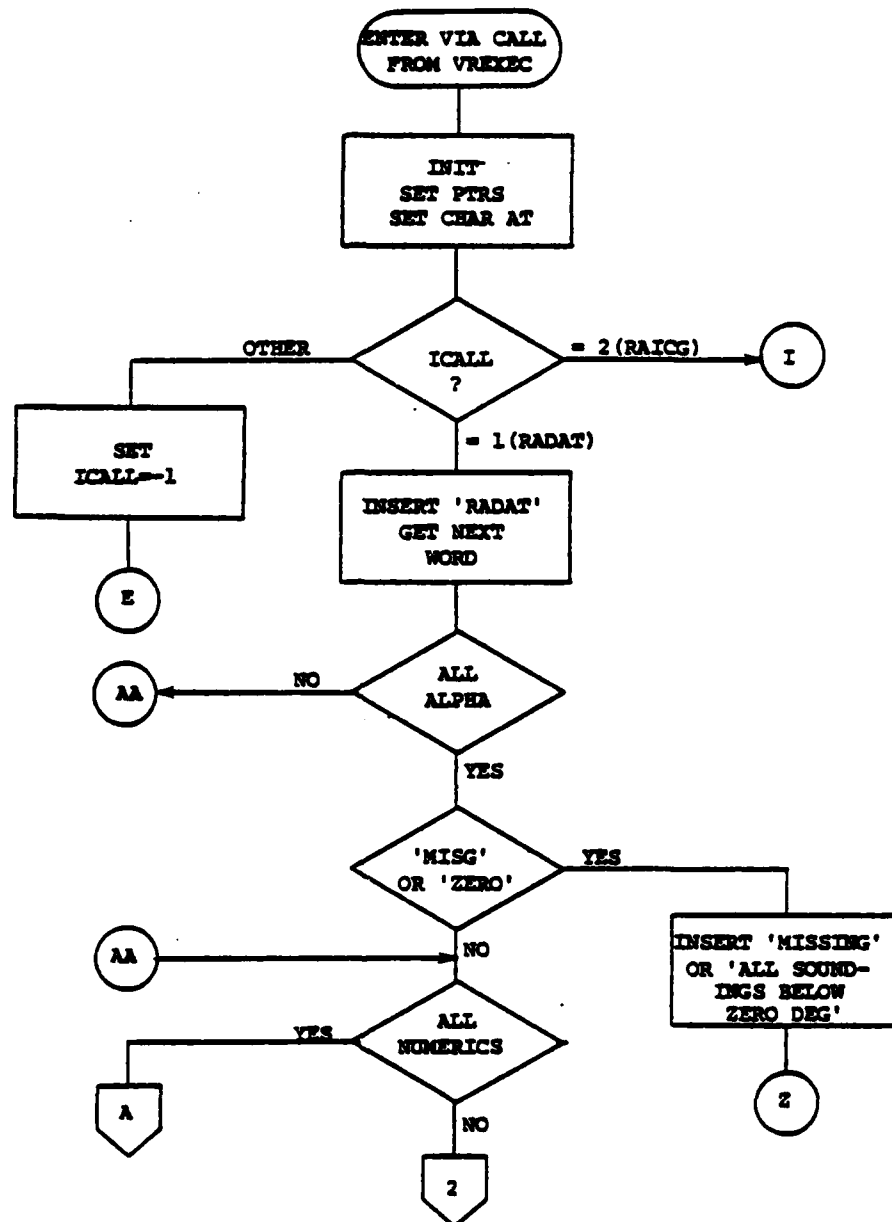 ENTER VIA CALL
FROM VREXEC
INIT
SET PTRS
SET CHAR AT
OTHER
ICALL
?
= 2(RAICG)
I
= 1(RADAT)
SET
ICALL=-1
INSERT 'RADAT'
GET NEXT
WORD
E
ALL
ALPHA
NO
AA
YES
'MISG'
OR 'ZERO'
YES
INSERT 'MISSING'
OR 'ALL SOUND-
INGS BELOW
ZERO DEG'
AA
NO
ALL
NUMERICS
YES
A
Z
NO
2